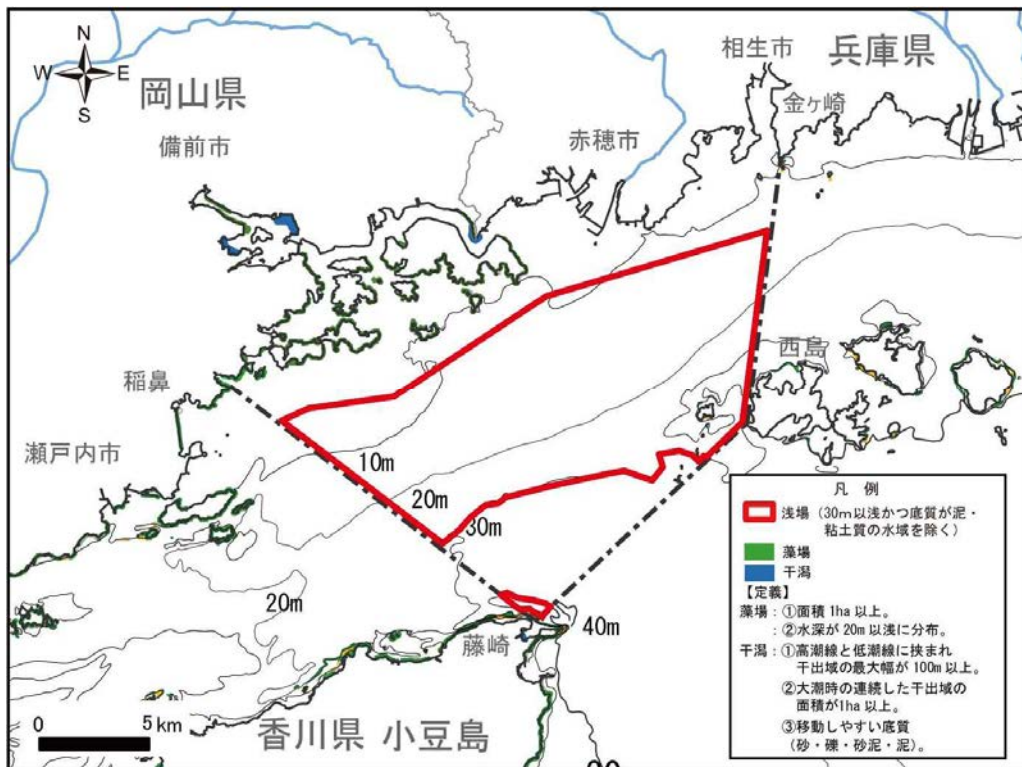 N
W E
S
岡山県
備前市
相生市
兵庫県
金ヶ崎
赤穂市
稲鼻
瀬戸内市
西島
10m
20m
30m
20m
40m
藤崎
香川県 小豆島
0 5km
凡 例
浅場(30m以浅かつ底質が泥・
粘土質の水域を除く)
藻場
干潟
【定義】
藻場:①面積 1ha 以上。
:②水深が 20m 以浅に分布。
干潟:①高潮線と低潮線に挟まれ
干出域の最大幅が 100m 以上。
②大潮時の連続した干出域の
面積が1ha 以上。
③移動しやすい底質
(砂・礫・砂泥・泥)。